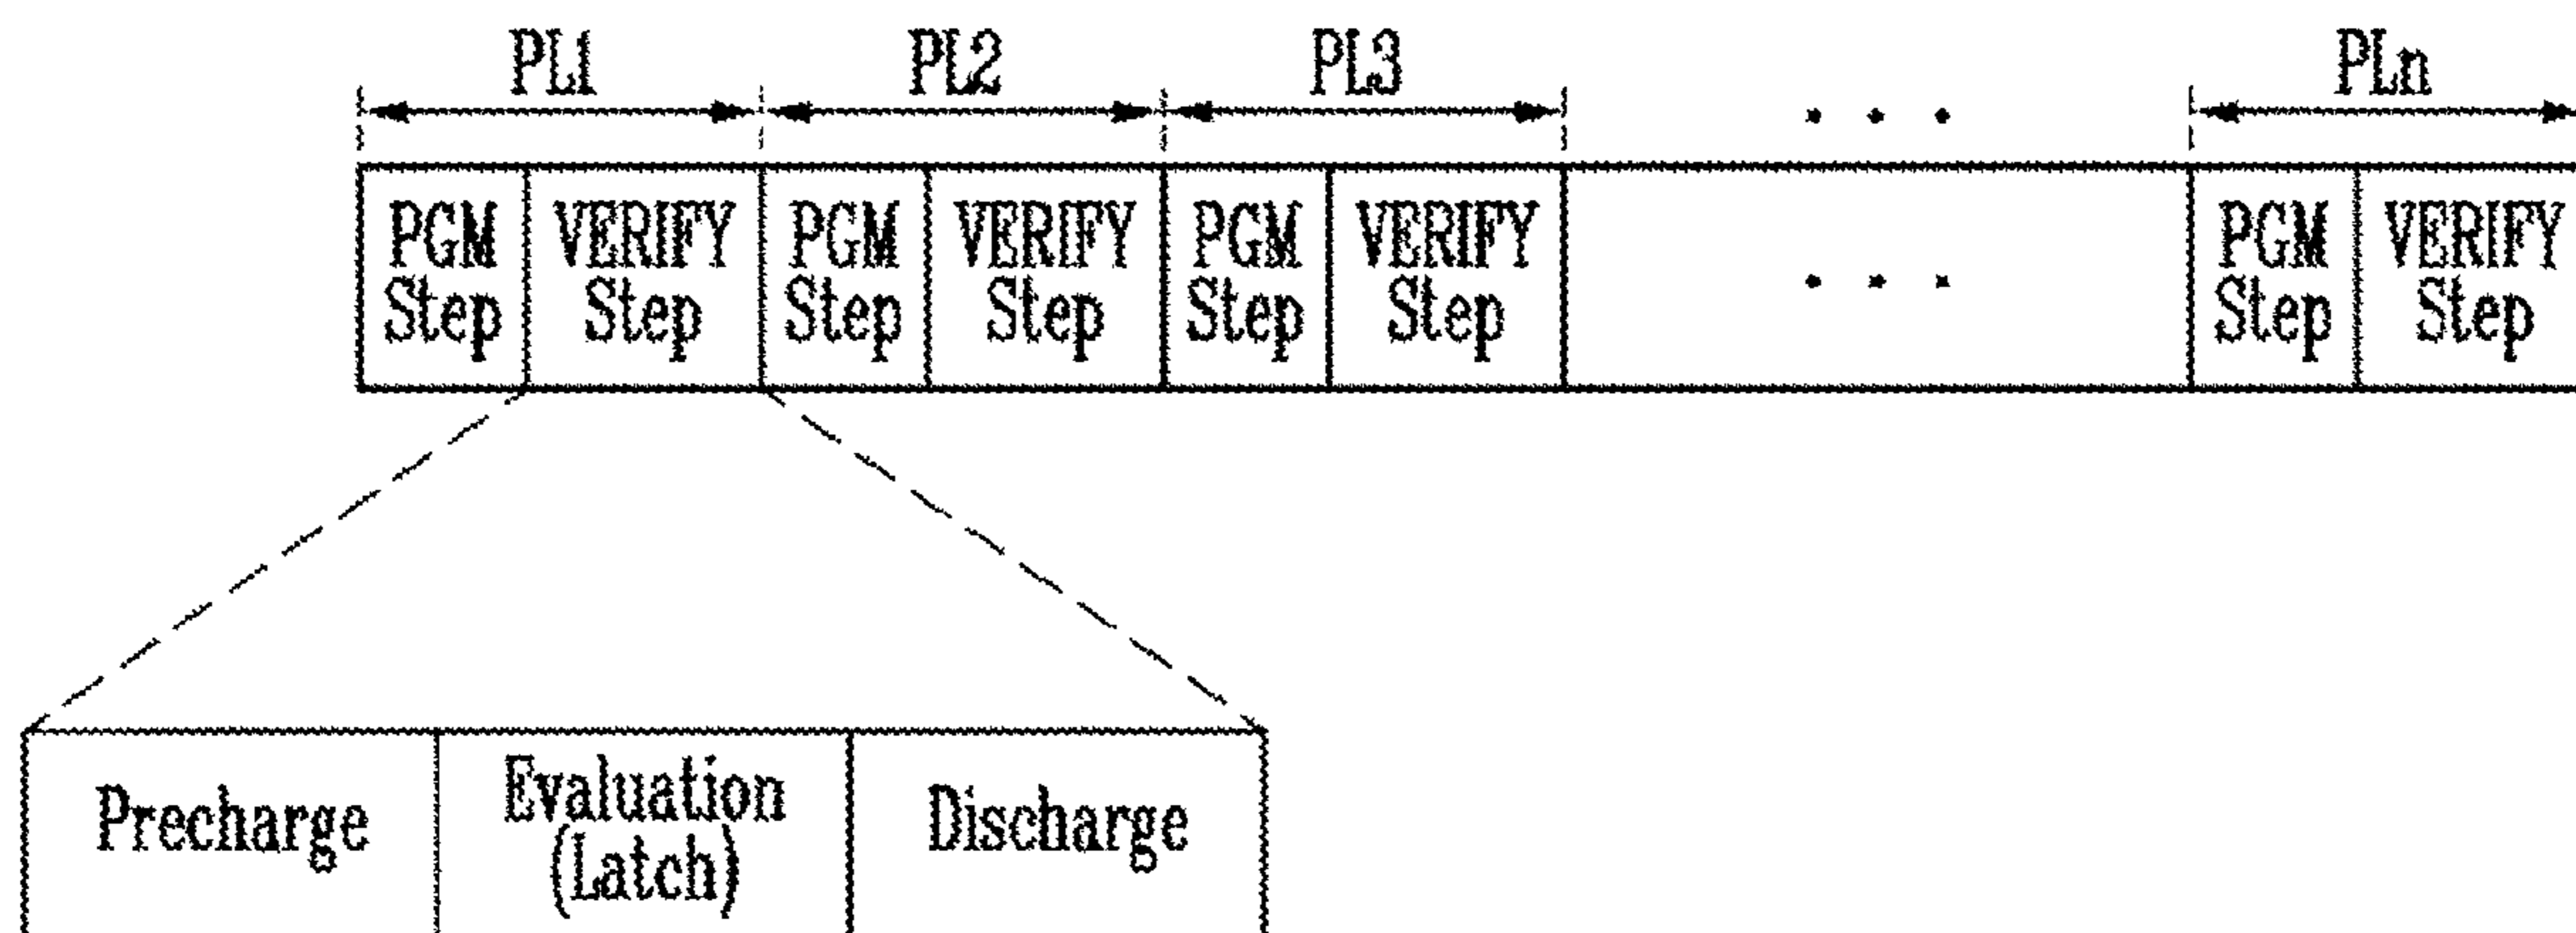 PL1 PL2 PL3 . . . PLn
PGM Step
VERIFY Step
PGM Step
VERIFY Step
PGM Step
VERIFY Step
. . .
PGM Step
VERIFY Step
Precharge
Evaluation
(Latch)
Discharge